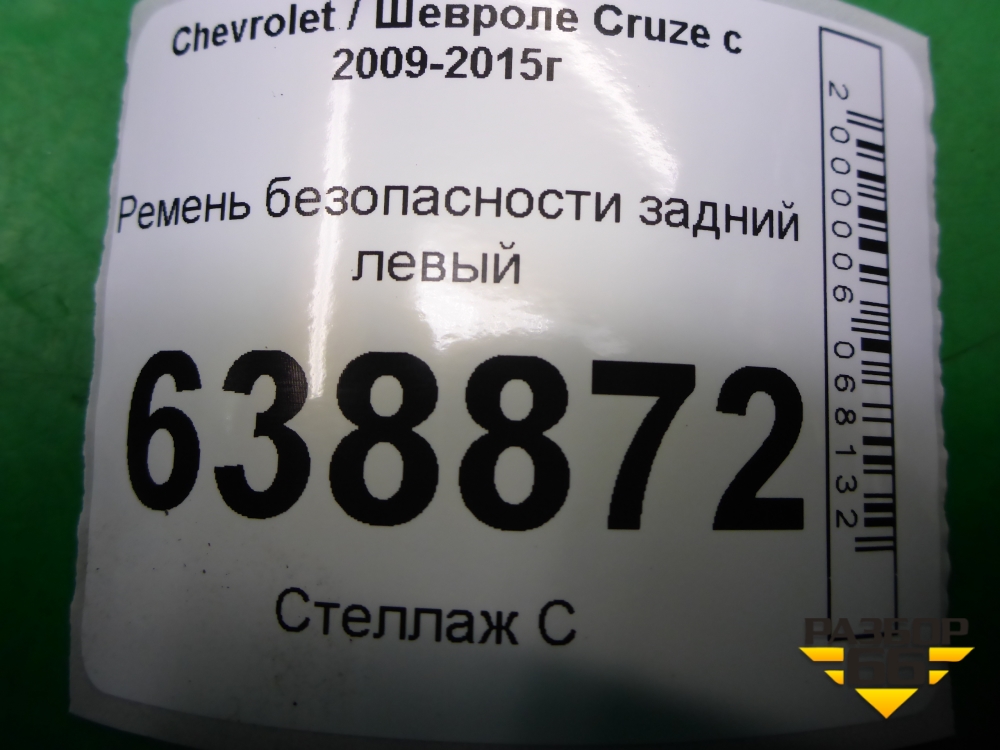 Chevrolet / Шевроле Cruze с
2009-2015г
Ремень безопасности задний
левый
638872
Стеллаж С
2000006068132
РАЗБОР
66